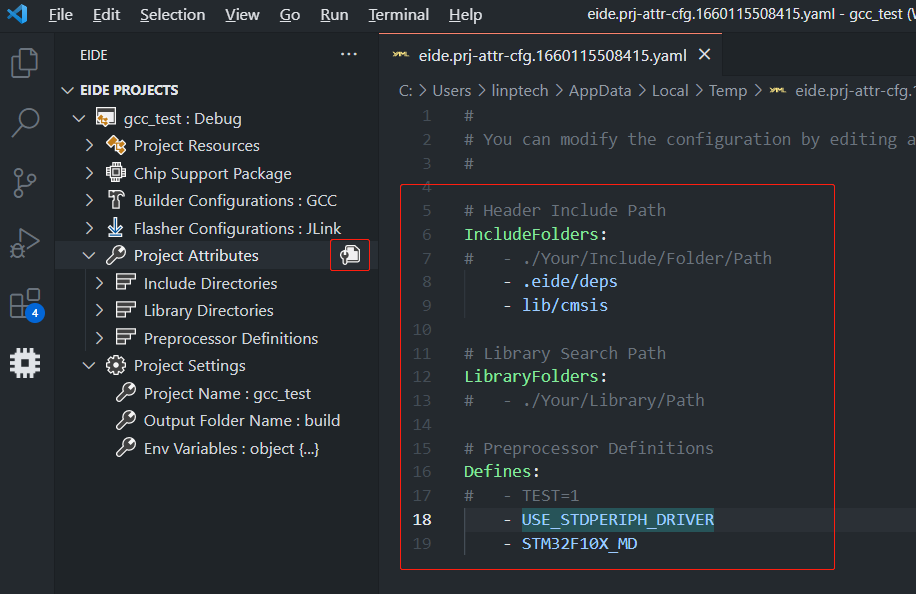 File Edit Selection View Go Run Terminal Help eide.prj-attr-cfg.1660115508415.yaml - gcc_test (
EIDE ...
EIDE PROJECTS
gcc_test : Debug
Project Resources
Chip Support Package
Builder Configurations : GCC
Flasher Configurations : JLink
Project Attributes
Include Directories
Library Directories
Preprocessor Definitions
Project Settings
Project Name : gcc_test
Output Folder Name : build
Env Variables : object {...}
4
eide.prj-attr-cfg.1660115508415.yaml
C: > Users > linptech > AppData > Local > Temp > eide.prj-attr-cfg.
1 #
2 # You can modify the configuration by editing a
3 #
4
5 # Header Include Path
6 IncludeFolders:
7 # - ./Your/Include/Folder/Path
8 - .eide/deps
9 - lib/cmsis
10
11 # Library Search Path
12 LibraryFolders:
13 # - ./Your/Library/Path
14
15 # Preprocessor Definitions
16 Defines:
17 # - TEST=1
18 - USE_STDPERIPH_DRIVER
19 - STM32F10X_MD